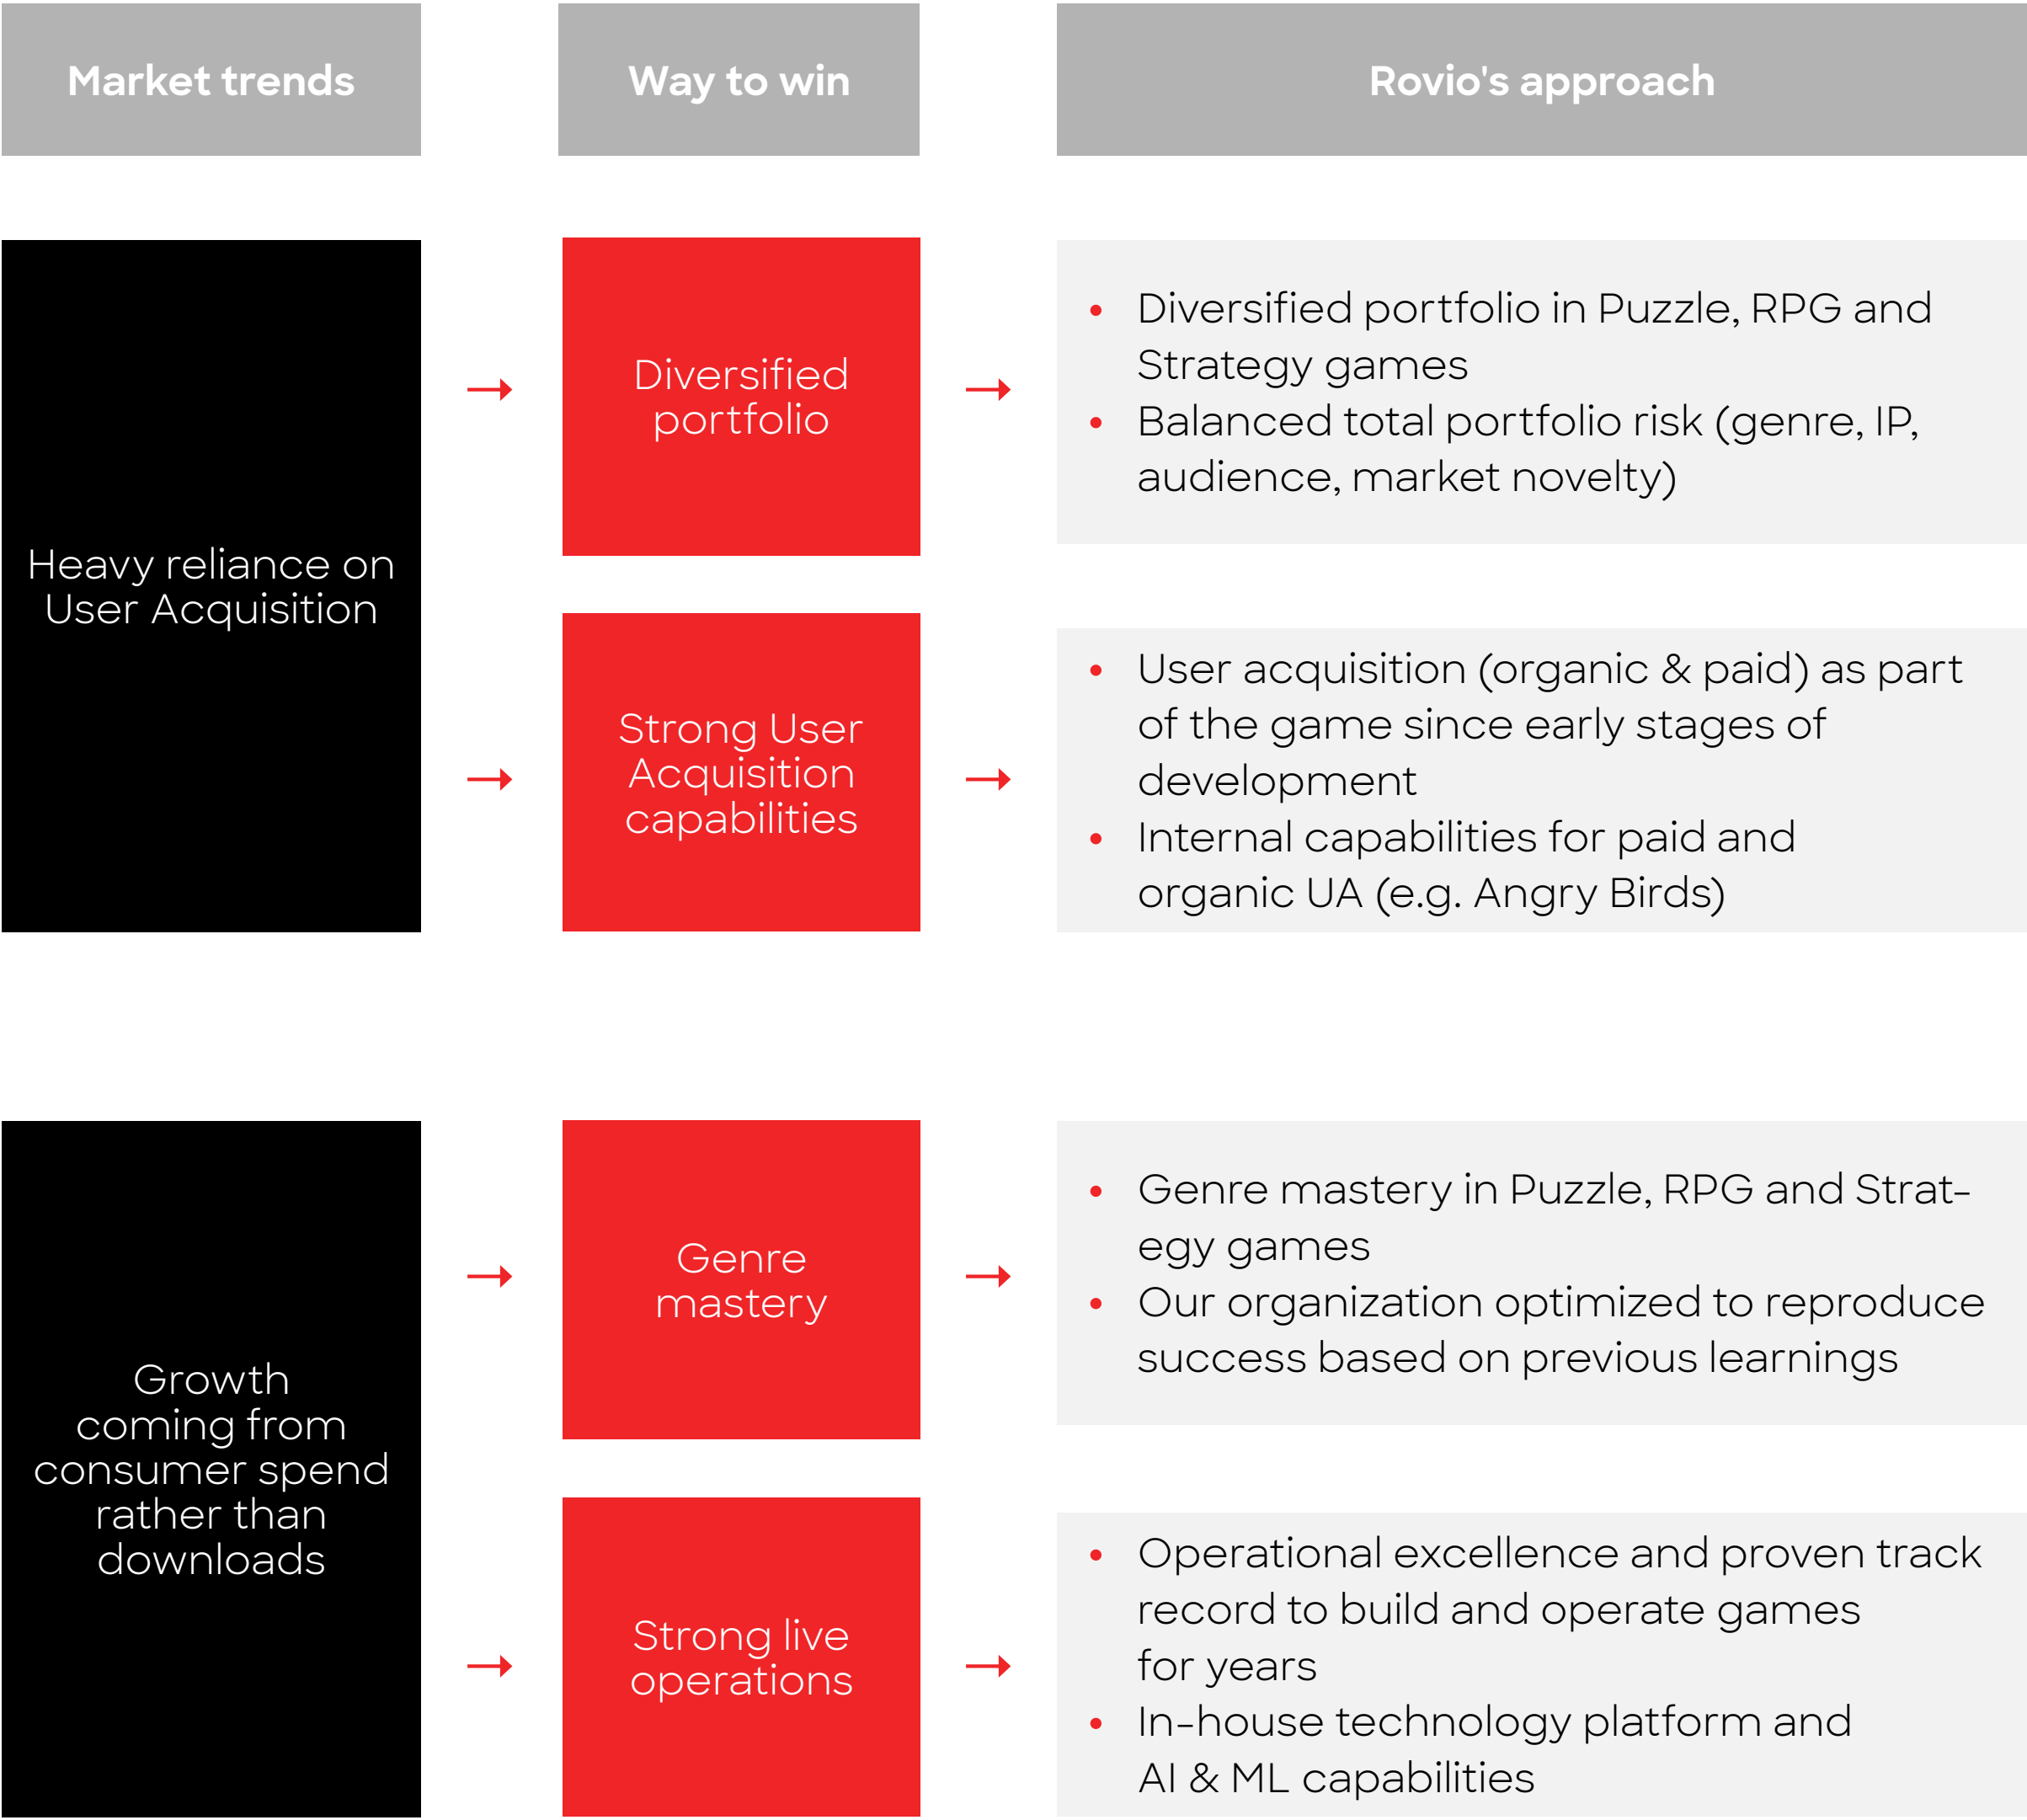 Market trends
Way to win
Rovio's approach
Heavy reliance on
User Acquisition
Diversified
portfolio
• Diversified portfolio in Puzzle, RPG and
Strategy games
• Balanced total portfolio risk (genre, IP,
audience, market novelty)
Strong User
Acquisition
capabilities
• User acquisition (organic & paid) as part
of the game since early stages of
development
• Internal capabilities for paid and
organic UA (e.g. Angry Birds)
Growth
coming from
consumer spend
rather than
downloads
Genre
mastery
• Genre mastery in Puzzle, RPG and Strat-
egy games
• Our organization optimized to reproduce
success based on previous learnings
Strong live
operations
• Operational excellence and proven track
record to build and operate games
for years
• In-house technology platform and
AI & ML capabilities